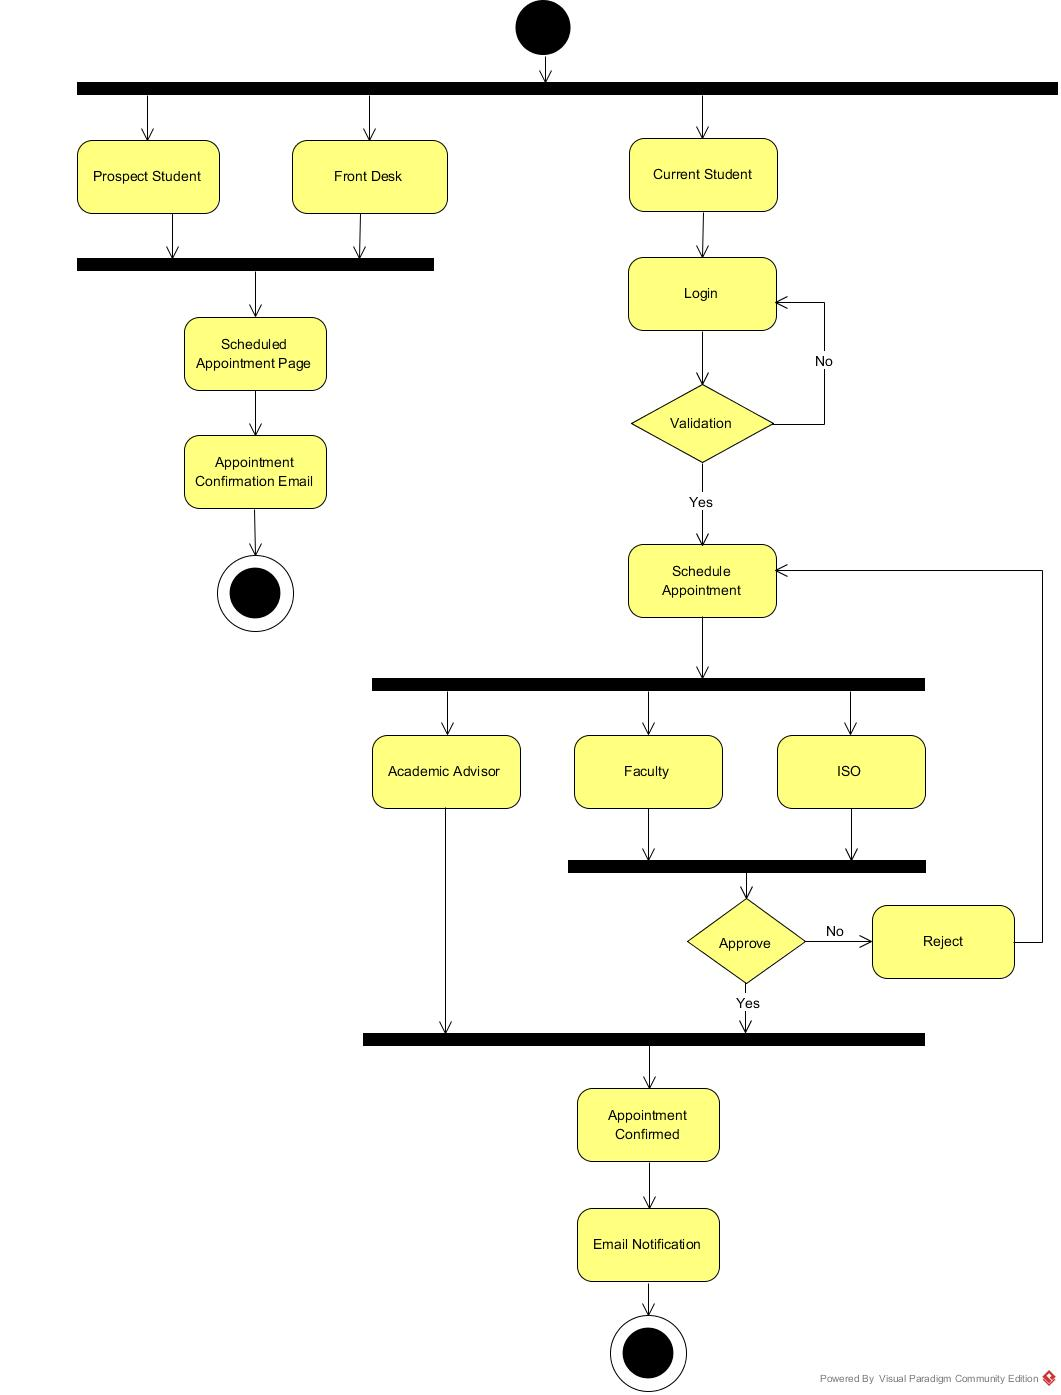 Prospect Student
Front Desk
Current Student
Login
No
Scheduled
Appointment Page
Validation
Appointment
Confirmation Email
Yes
Schedule
Appointment
Academic Advisor
Faculty
ISO
Approve
No
Reject
Yes
Appointment
Confirmed
Email Notification
Powered By Visual Paradigm Community Edition